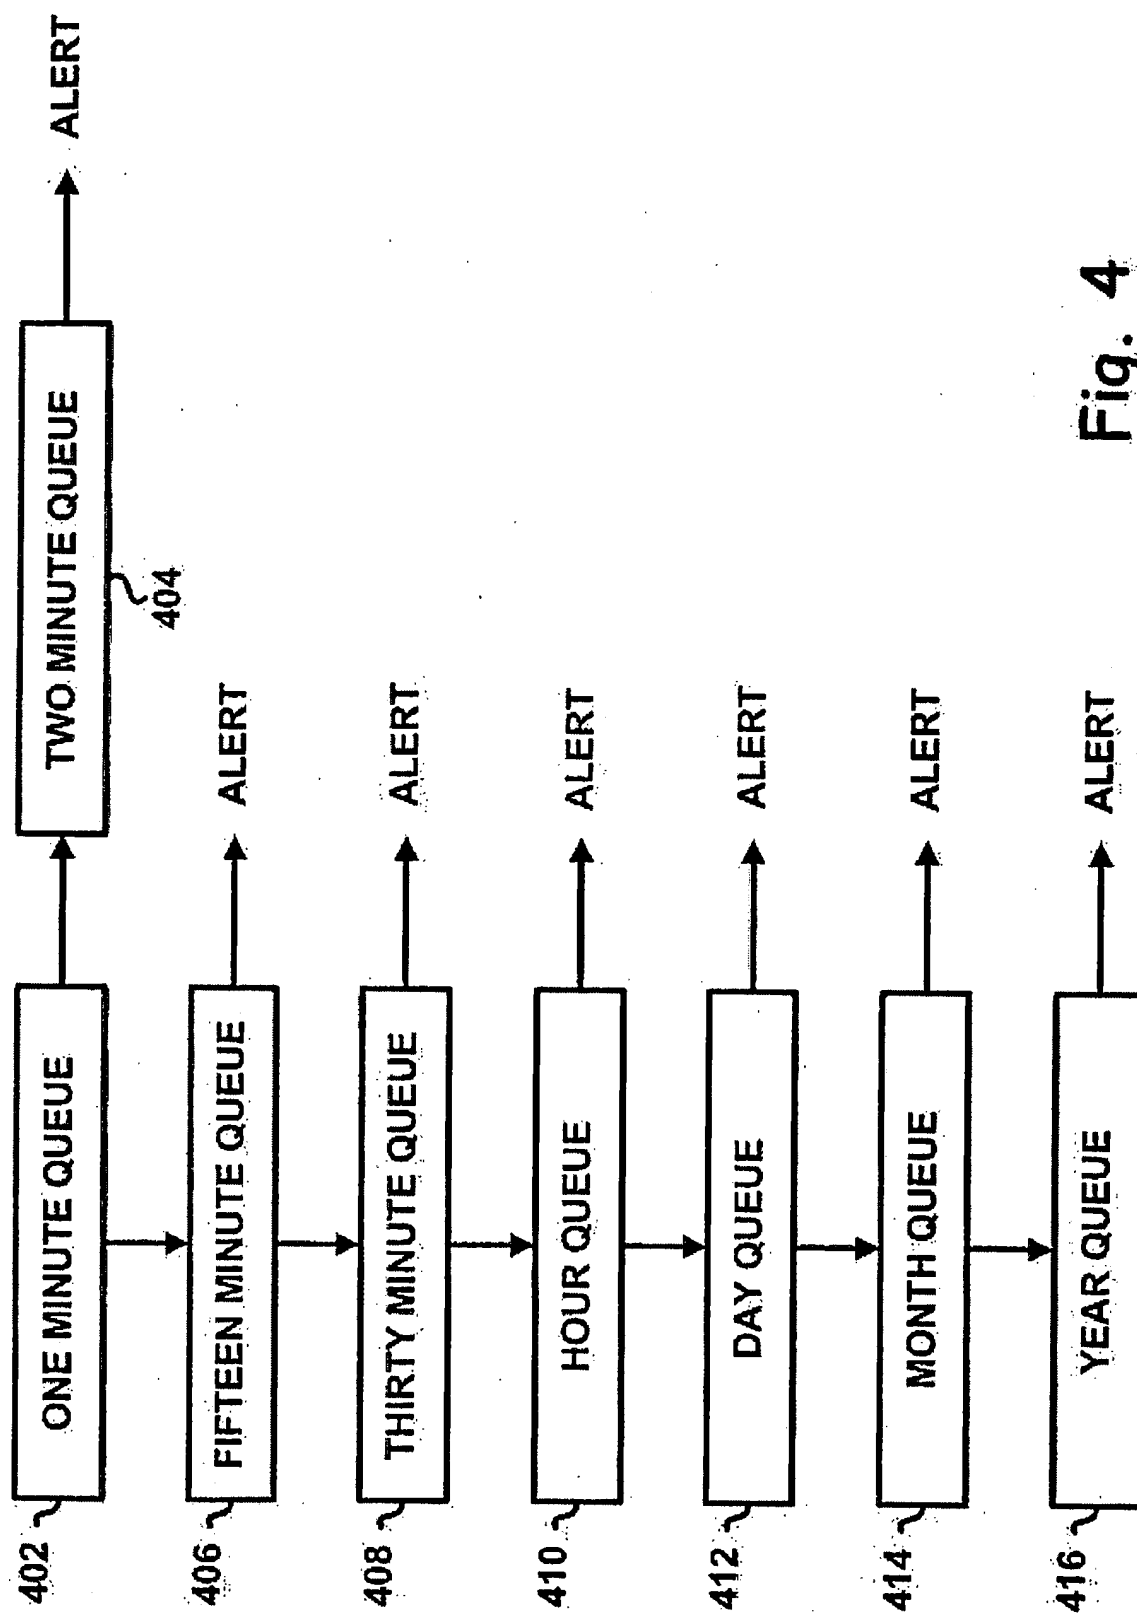 402
ONE MINUTE QUEUE
TWO MINUTE QUEUE
ALERT
404
406
FIFTEEN MINUTE QUEUE
ALERT
408
THIRTY MINUTE QUEUE
ALERT
410
HOUR QUEUE
ALERT
412
DAY QUEUE
ALERT
414
MONTH QUEUE
ALERT
416
YEAR QUEUE
ALERT
Fig. 4